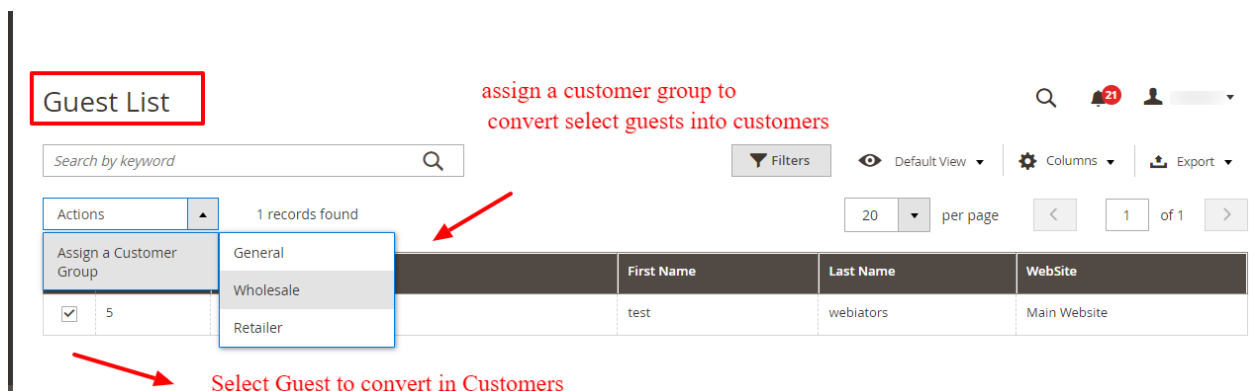 Guest List
assign a customer group to
convert select guests into customers
21
Search by keyword
Filters
Default View
Columns
Export
Actions
1 records found
20
per page
1
of 1
Assign a Customer
Group
General
Wholesale
Retailer
First Name
Last Name
WebSite
5
test
webiators
Main Website
Select Guest to convert in Customers